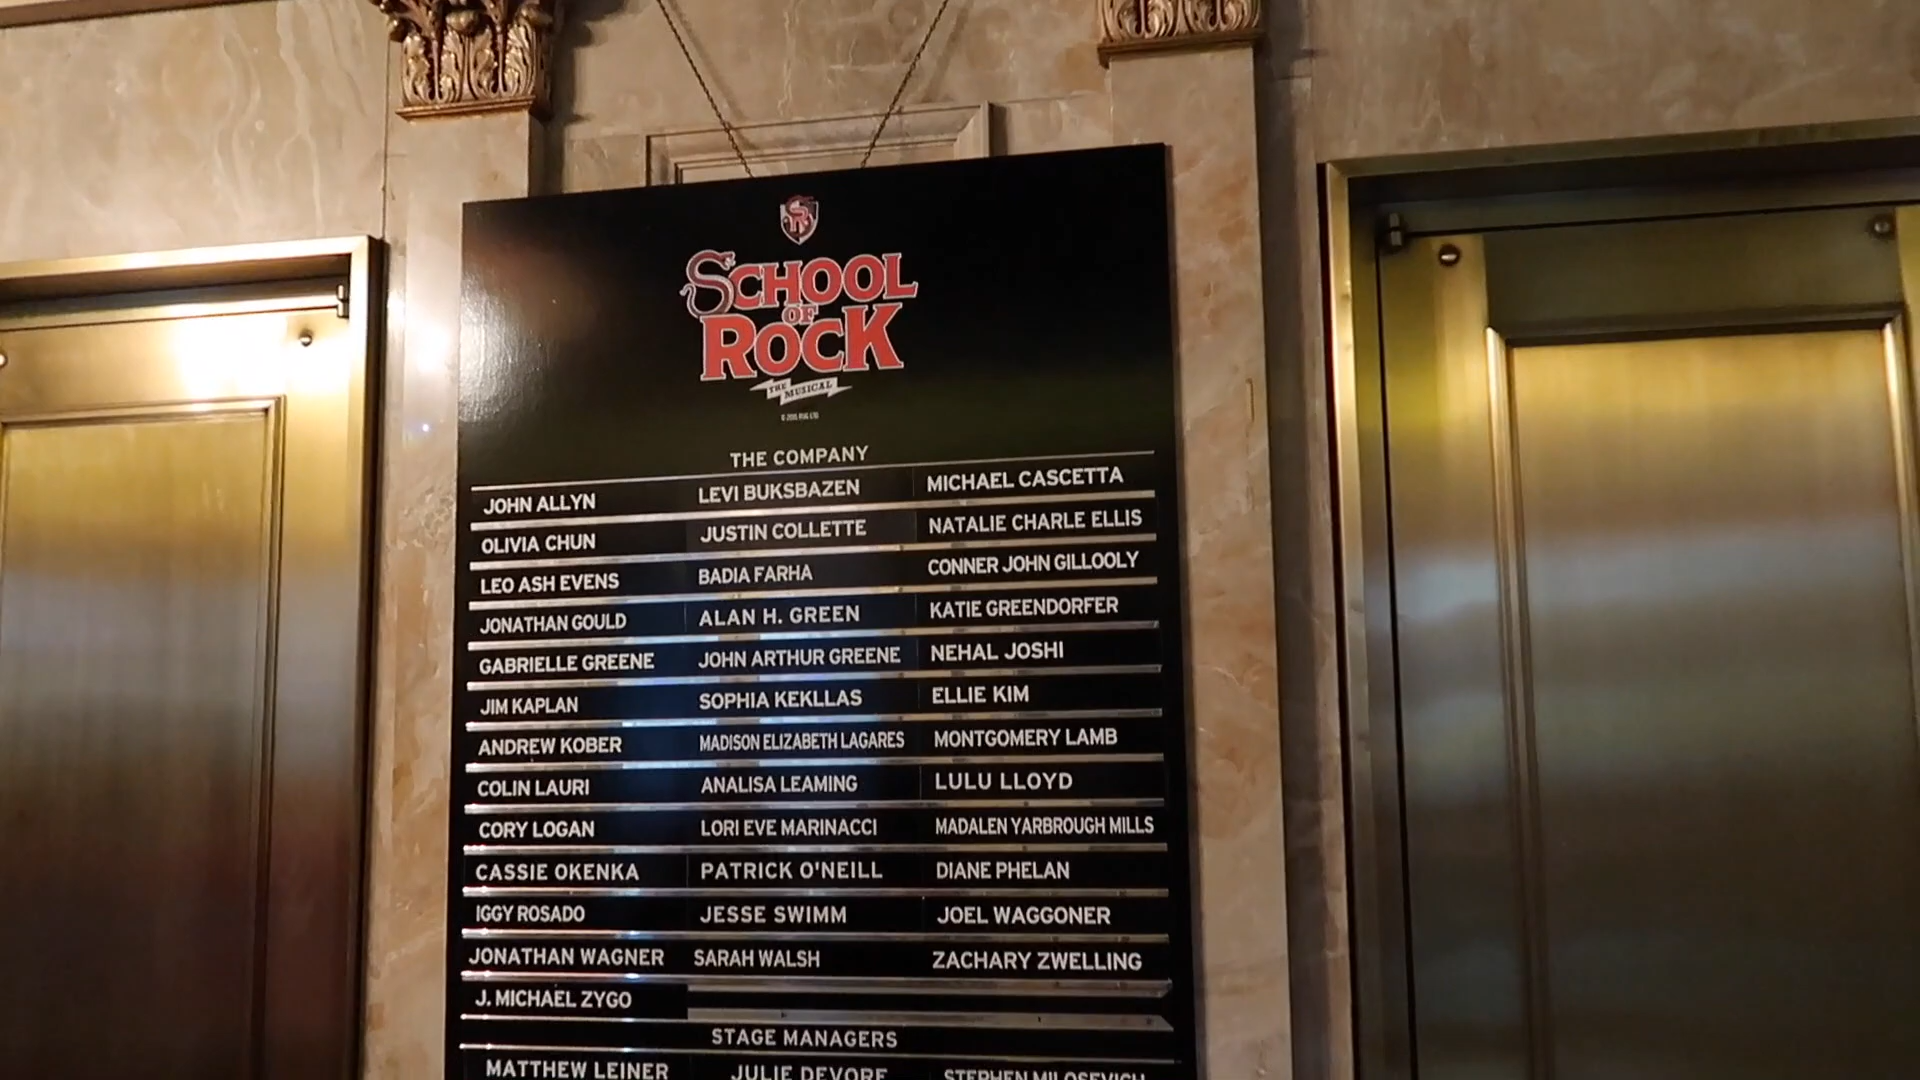 SCHOOL
OF
ROCK
THE MUSICAL
THE COMPANY
JOHN ALLYN LEVI BUKSBAZEN MICHAEL CASCETTA
OLIVIA CHUN JUSTIN COLLETTE NATALIE CHARLE ELLIS
LEO ASH EVENS BADIA FARHA CONNER JOHN GILLOOLY
JONATHAN GOULD ALAN H. GREEN KATIE GREENDORFER
GABRIELLE GREENE JOHN ARTHUR GREENE NEHAL JOSHI
JIM KAPLAN SOPHIA KEKLLAS ELLIE KIM
ANDREW KOBER MADISON ELIZABETH LAGARES MONTGOMERY LAMB
COLIN LAURI ANALISA LEAMING LULU LLOYD
CORY LOGAN LORI EVE MARINACCI MADALEN YARBROUGH MILLS
CASSIE OKENKA PATRICK O'NEILL DIANE PHELAN
IGGY ROSADO JESSE SWIMM JOEL WAGGONER
JONATHAN WAGNER SARAH WALSH ZACHARY ZWELLING
J. MICHAEL ZYGO
STAGE MANAGERS
MATTHEW LEINER JULIE DEVORE STEPHEN MILOSEVICH